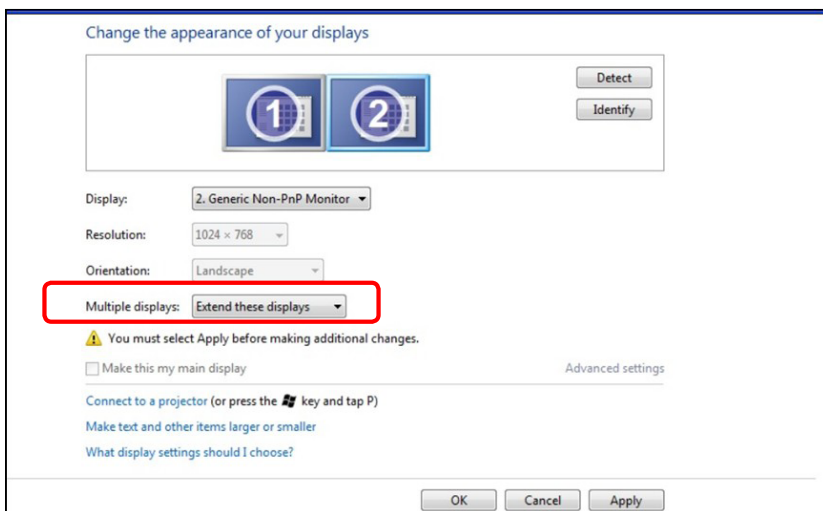 Change the appearance of your displays
1 2
Detect
Identify
Display: 2. Generic Non-PnP Monitor
Resolution: 1024 × 768
Orientation: Landscape
Multiple displays: Extend these displays
You must select Apply before making additional changes.
Make this my main display Advanced settings
Connect to a projector (or press the key and tap P)
Make text and other items larger or smaller
What display settings should I choose?
OK Cancel Apply